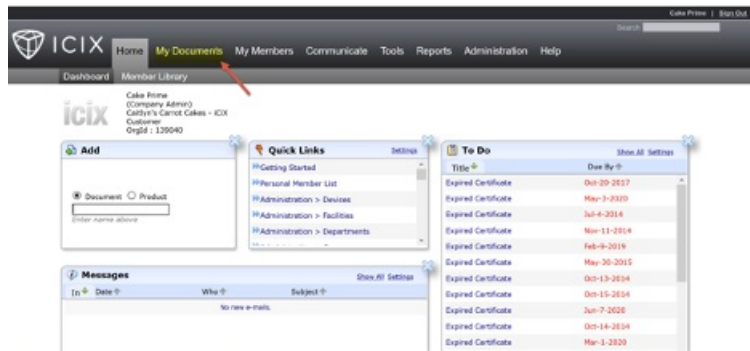 Cake Prime | Sign Out
Search
ICIX
Home My Documents My Members Communicate Tools Reports Administration Help
Dashboard Member Library
icix
Cake Prime
(Company Admin)
Caitlyn's Carrot Cakes - ICIX
Customer
OrgId : 139040
Add
Document Product
Enter name above
Quick Links Settings
Getting Started
Personal Member List
Administration > Devices
Administration > Facilities
Administration > Departments
To Do Show All Settings
Title Due By
Expired Certificate Oct-20-2017
Expired Certificate May-3-2020
Expired Certificate Jul-4-2014
Expired Certificate Nov-11-2014
Expired Certificate Feb-9-2019
Expired Certificate May-30-2015
Expired Certificate Oct-13-2014
Expired Certificate Oct-15-2014
Expired Certificate Jun-7-2020
Expired Certificate Oct-14-2014
Expired Certificate Mar-1-2020
Messages Show All Settings
In Date Who Subject
No new e-mails.